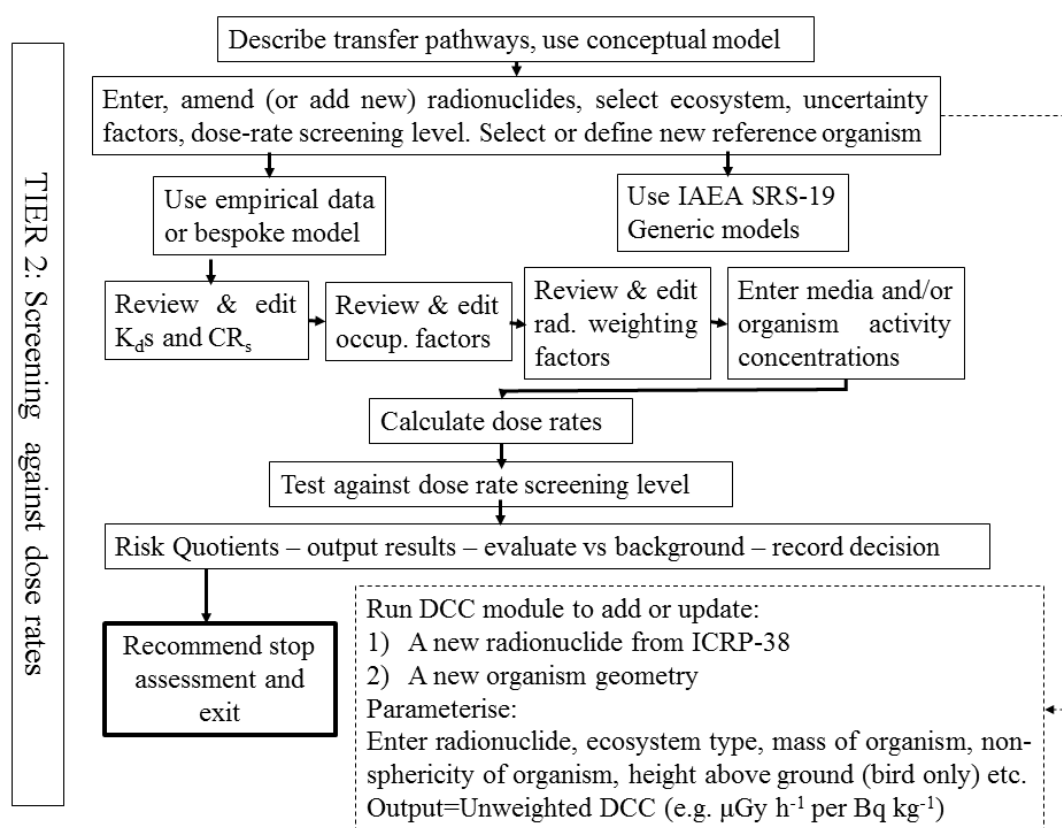 TIER 2: Screening against dose rates
Describe transfer pathways, use conceptual model
Enter, amend (or add new) radionuclides, select ecosystem, uncertainty
factors, dose-rate screening level. Select or define new reference organism
Use empirical data
or bespoke model
Use IAEA SRS-19
Generic models
Review & edit
Kds and CRs
Review & edit
occup. factors
Review & edit
rad. weighting
factors
Enter media and/or
organism activity
concentrations
Calculate dose rates
Test against dose rate screening level
Risk Quotients – output results – evaluate vs background – record decision
Recommend stop
assessment and
exit
Run DCC module to add or update:
1) A new radionuclide from ICRP-38
2) A new organism geometry
Parameterise:
Enter radionuclide, ecosystem type, mass of organism, non-
sphericity of organism, height above ground (bird only) etc.
Output=Unweighted DCC (e.g. μGy h⁻¹ per Bq kg⁻¹)